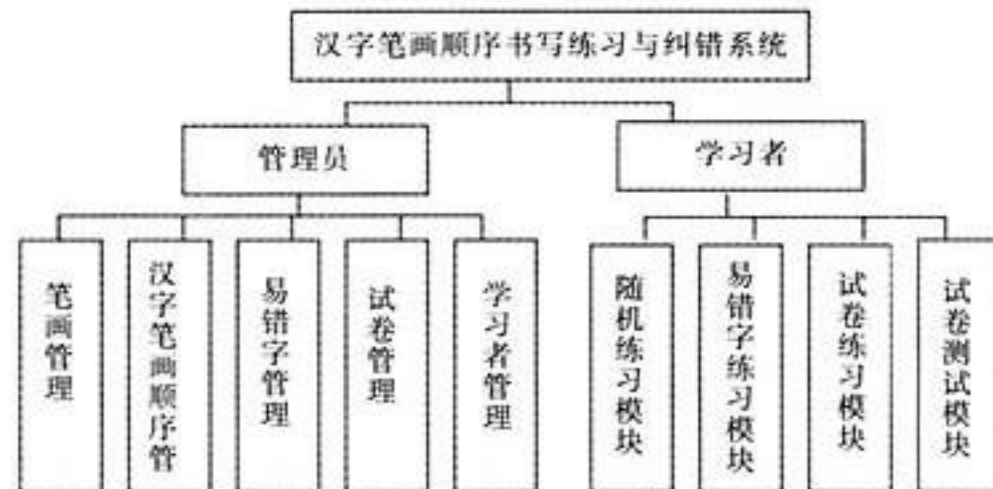 汉字笔画顺序书写练习与纠错系统
管理员
学习者
笔画管理
汉字笔画顺序管
易错字管理
试卷管理
学习者管理
随机练习模块
易错字练习模块
试卷练习模块
试卷测试模块